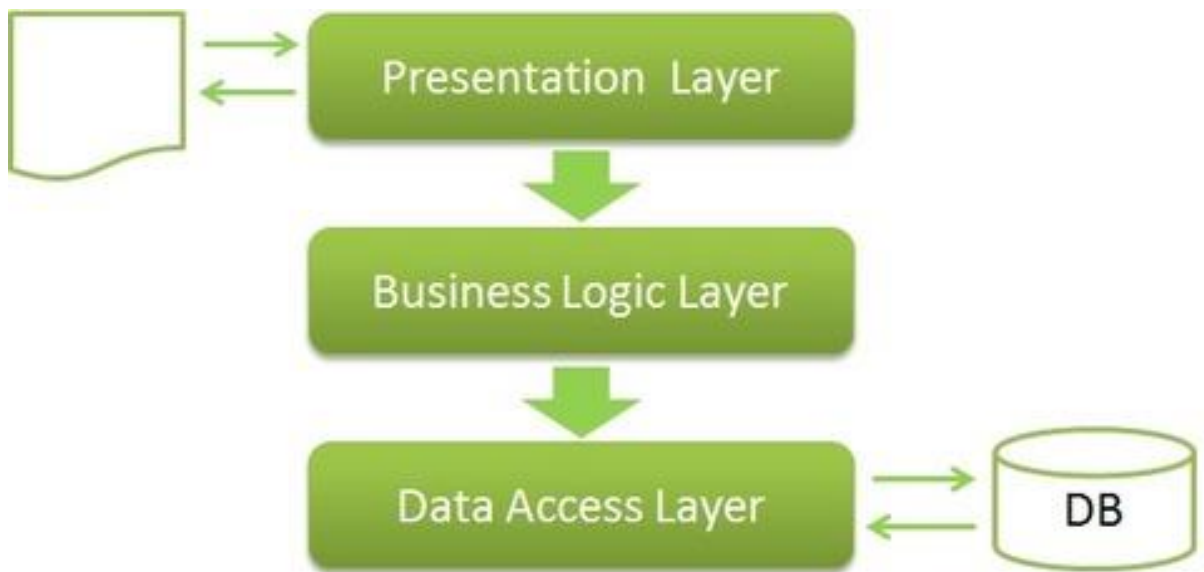 Presentation Layer
Business Logic Layer
Data Access Layer
DB